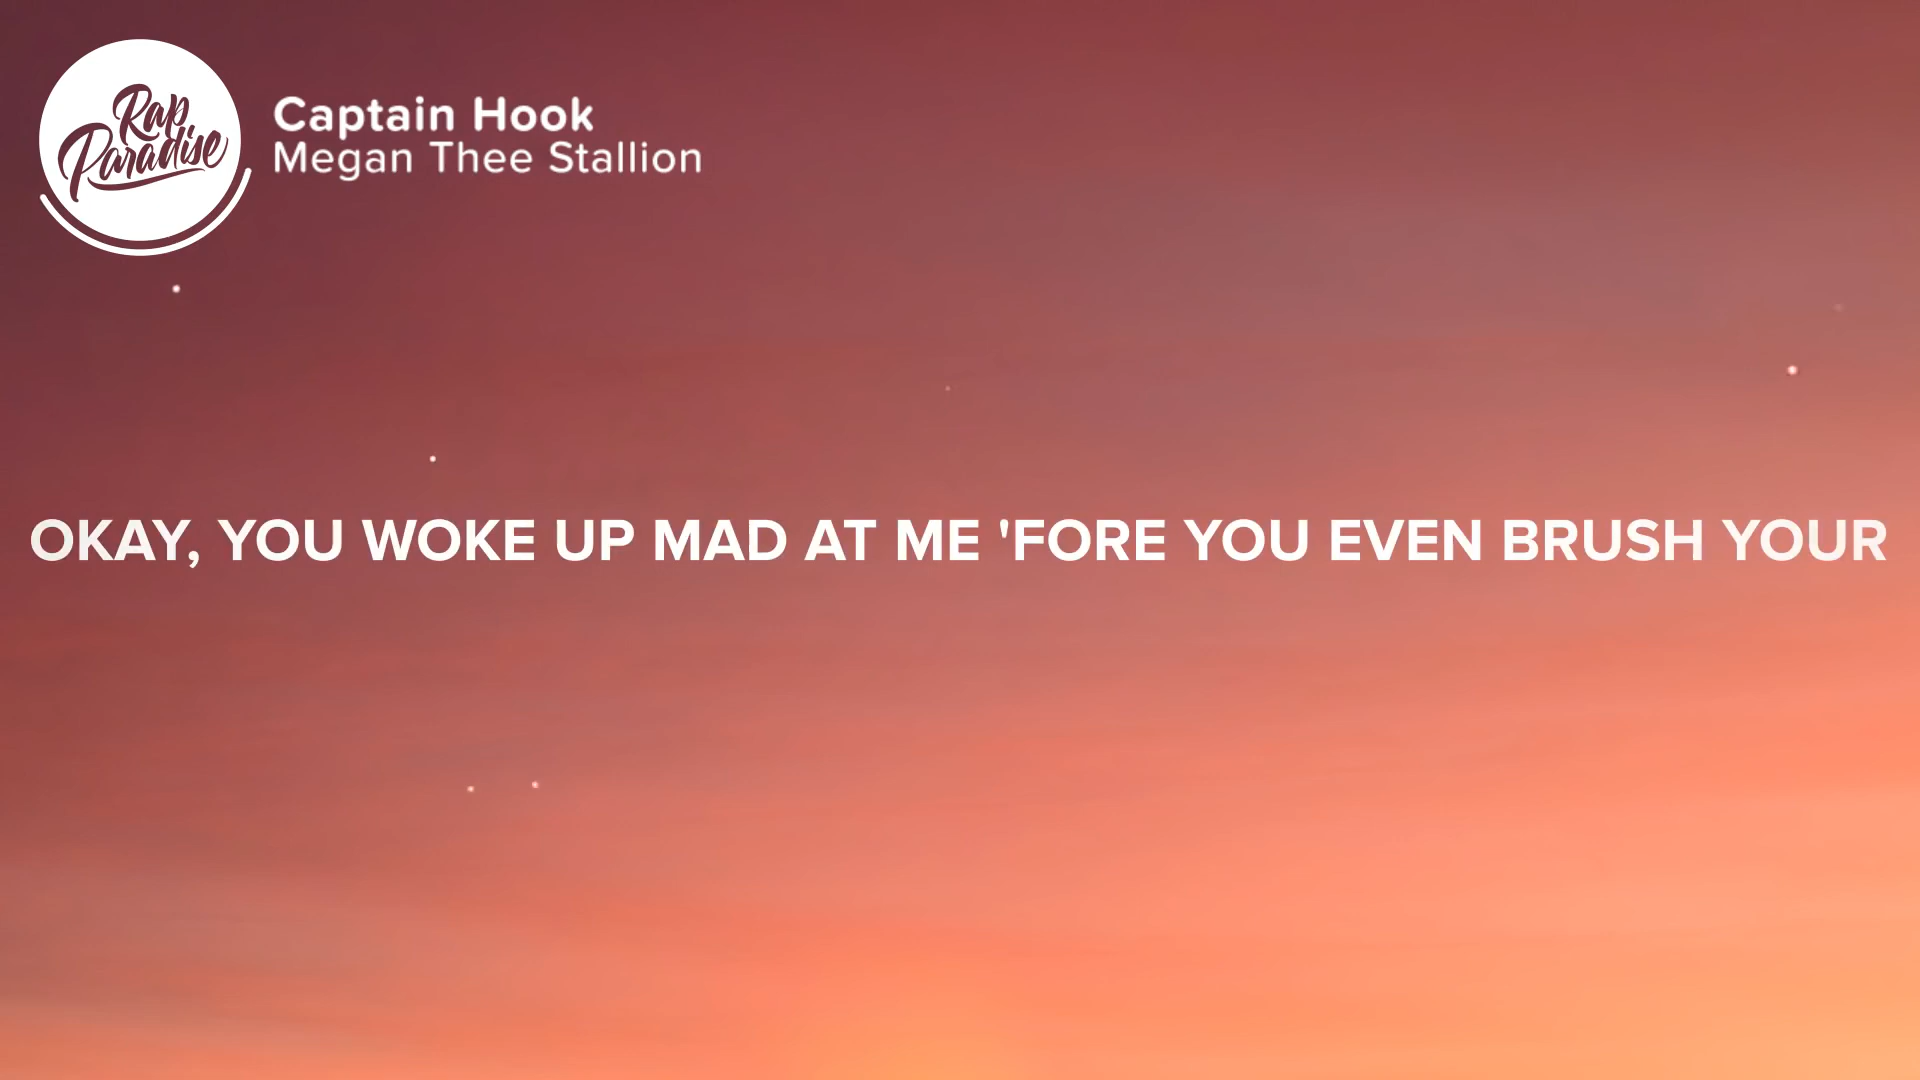 Rap
Paradise
Captain Hook
Megan Thee Stallion
OKAY, YOU WOKE UP MAD AT ME 'FORE YOU EVEN BRUSH YOUR